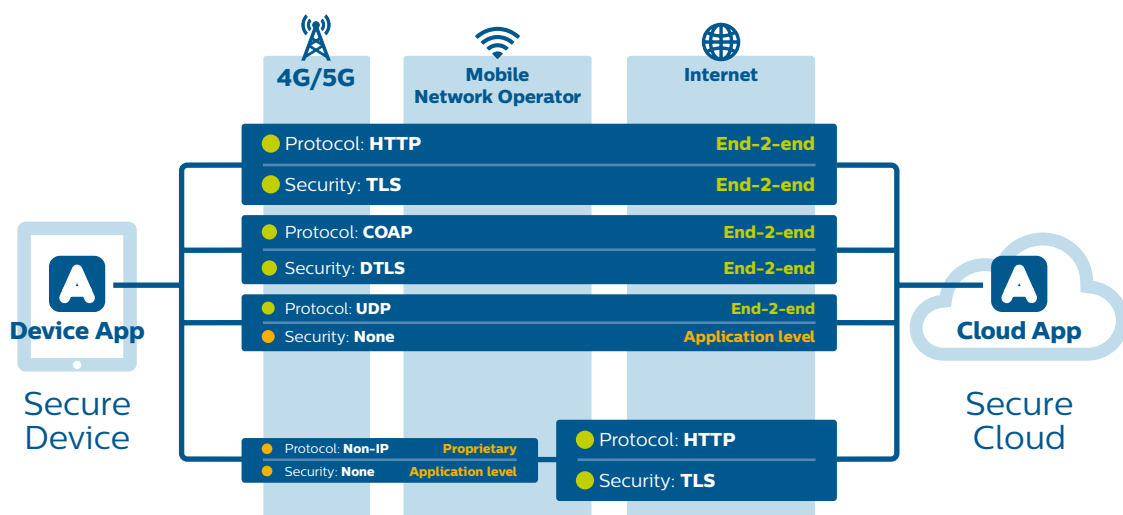 4G/5G
Mobile
Network Operator
Internet
Protocol: HTTP End-2-end
Security: TLS End-2-end
Protocol: COAP End-2-end
Security: DTLS End-2-end
Protocol: UDP End-2-end
Security: None Application level
A
Device App
Secure
Device
A
Cloud App
Secure
Cloud
Protocol: Non-IP Proprietary
Security: None Application level
Protocol: HTTP
Security: TLS